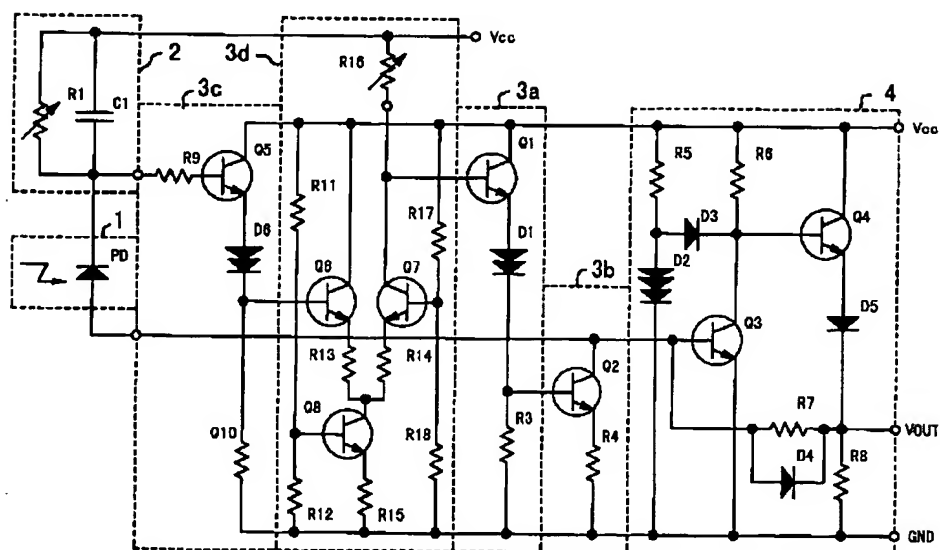 2
3d
R16
Vcc
R1
C1
3c
3a
4
Vcc
R9
Q5
Q1
R5
R6
R11
R17
D3
Q4
1
PD
D6
D1
3b
D2
Q6
Q7
D5
R13
R14
Q2
Q3
Q8
R7
VOUT
Q10
R18
R3
R4
D4
R8
R12
R15
GND